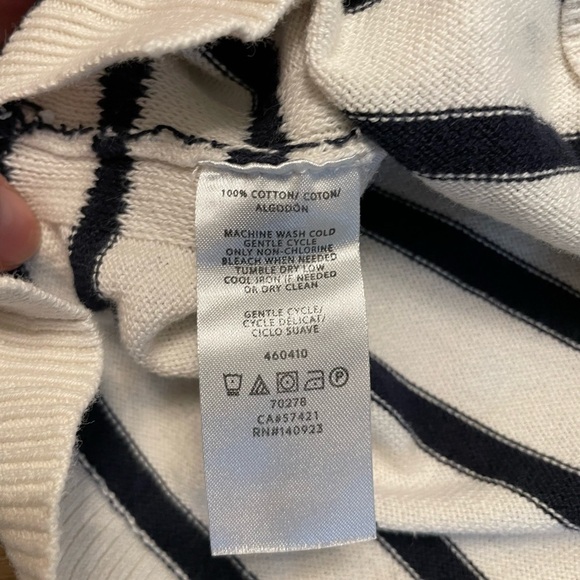 100% COTTON/ COTON/
ALGODÓN
MACHINE WASH COLD
GENTLE CYCLE
ONLY NON-CHLORINE
BLEACH WHEN NEEDED
TUMBLE DRY LOW
COOL IRON IF NEEDED
OR DRY CLEAN
GENTLE CYCLE/
CYCLE DÉLICAT/
CICLO SUAVE
460410
P
70278
CA#57421
RN#140923